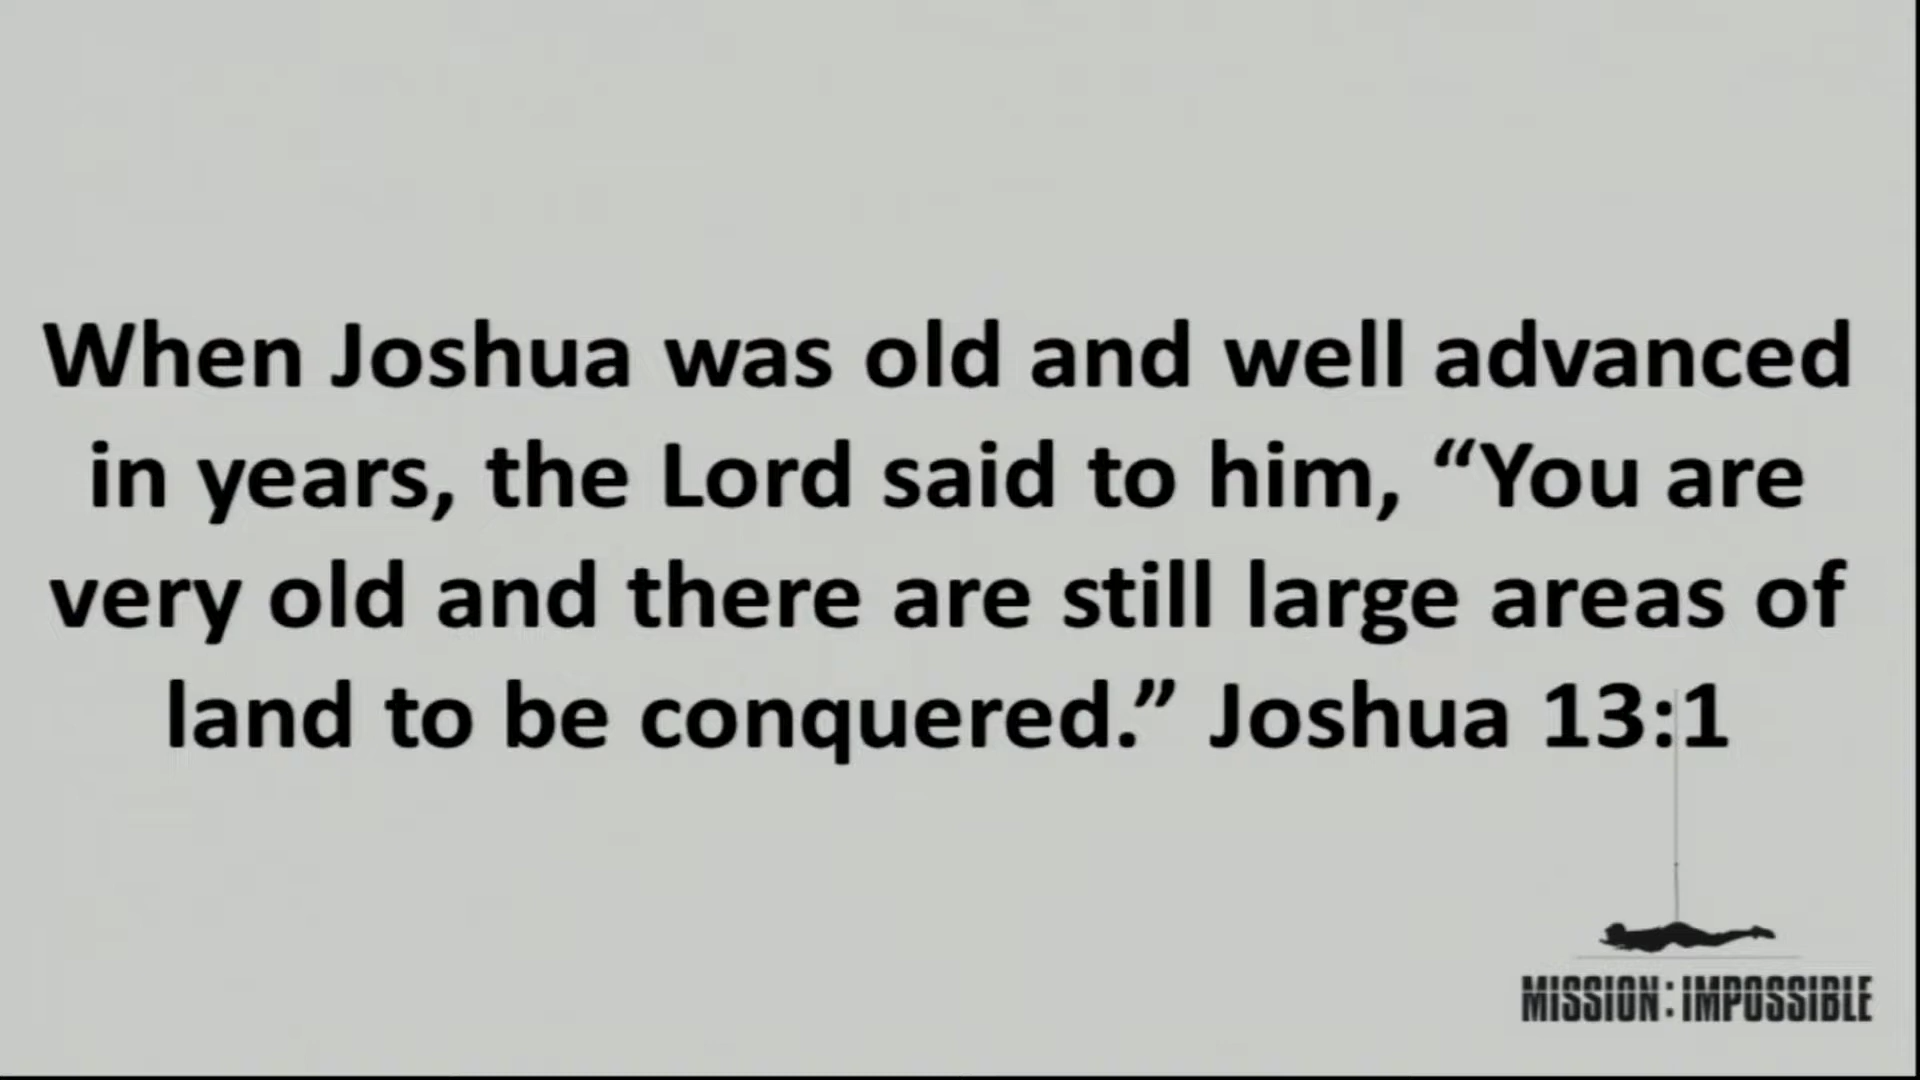 When Joshua was old and well advanced
in years, the Lord said to him, “You are
very old and there are still large areas of
land to be conquered.” Joshua 13:1
MISSION:IMPOSSIBLE